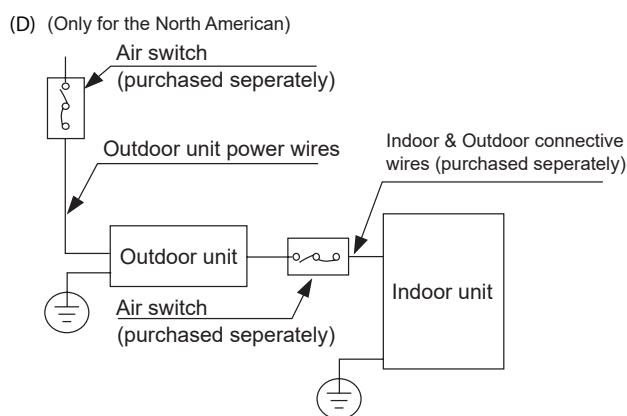 (D) (Only for the North American)
Air switch
(purchased seperately)
Outdoor unit power wires
Indoor & Outdoor connective
wires (purchased seperately)
Outdoor unit
Indoor unit
Air switch
(purchased seperately)